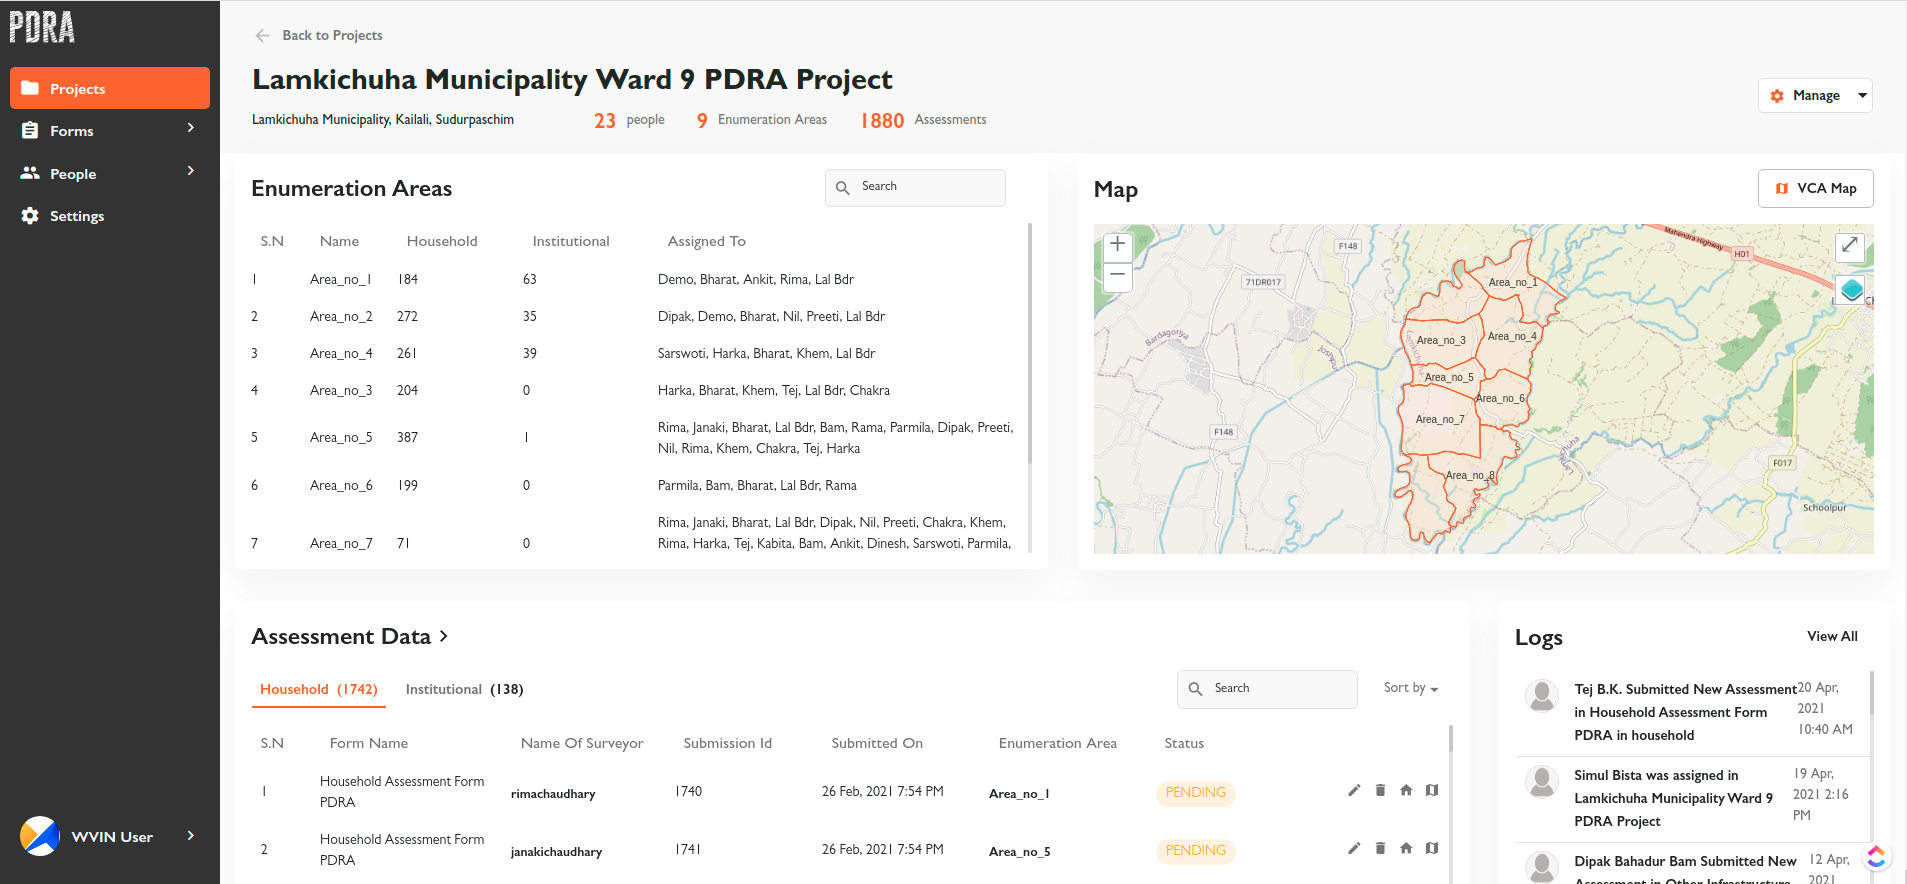 PDRA
Projects
Forms
People
Settings
WVIN User
Back to Projects
Lamkichuha Municipality Ward 9 PDRA Project
Lamkichuha Municipality, Kailali, Sudurpaschim
23 people
9 Enumeration Areas
1880 Assessments
Manage
Enumeration Areas
Search
S.N Name Household Institutional Assigned To
1 Area_no_1 184 63 Demo, Bharat, Ankit, Rima, Lal Bdr
2 Area_no_2 272 35 Dipak, Demo, Bharat, Nil, Preeti, Lal Bdr
3 Area_no_4 261 39 Sarswoti, Harka, Bharat, Khem, Lal Bdr
4 Area_no_3 204 0 Harka, Bharat, Khem, Tej, Lal Bdr, Chakra
5 Area_no_5 387 1 Rima, Janaki, Bharat, Lal Bdr, Bam, Rama, Parmila, Dipak, Preeti,
Nil, Rima, Khem, Chakra, Tej, Harka
6 Area_no_6 199 0 Parmila, Bam, Bharat, Lal Bdr, Rama
Rima, Janaki, Bharat, Lal Bdr, Dipak, Nil, Preeti, Chakra, Khem,
7 Area_no_7 71 0 Rima, Harka, Tej, Kabita, Bam, Ankit, Dinesh, Sarswoti, Parmila,
Map
VCA Map
+
−
F148
Mahendra Highway
H01
71DR017
Area_no_1
Bardagoriya
Joshipur
Lamkichuha
Area_no_3
Area_no_4
Area_no_5
Area_no_6
Area_no_7
F148
Lamkichuha
F017
Area_no_8
Schoolpur
Assessment Data
Household (1742)
Institutional (138)
Search
Sort by
S.N Form Name Name Of Surveyor Submission Id Submitted On Enumeration Area Status
1 Household Assessment Form
PDRA rimachaudhary 1740 26 Feb, 2021 7:54 PM Area_no_1 PENDING
2 Household Assessment Form
PDRA janakichaudhary 1741 26 Feb, 2021 7:54 PM Area_no_5 PENDING
Logs
View All
Tej B.K. Submitted New Assessment
in Household Assessment Form
PDRA in household
20 Apr,
2021
10:40 AM
Simul Bista was assigned in
Lamkichuha Municipality Ward 9
PDRA Project
19 Apr,
2021 2:16
PM
Dipak Bahadur Bam Submitted New
Assessment in Other Infrastructure
12 Apr,
2021